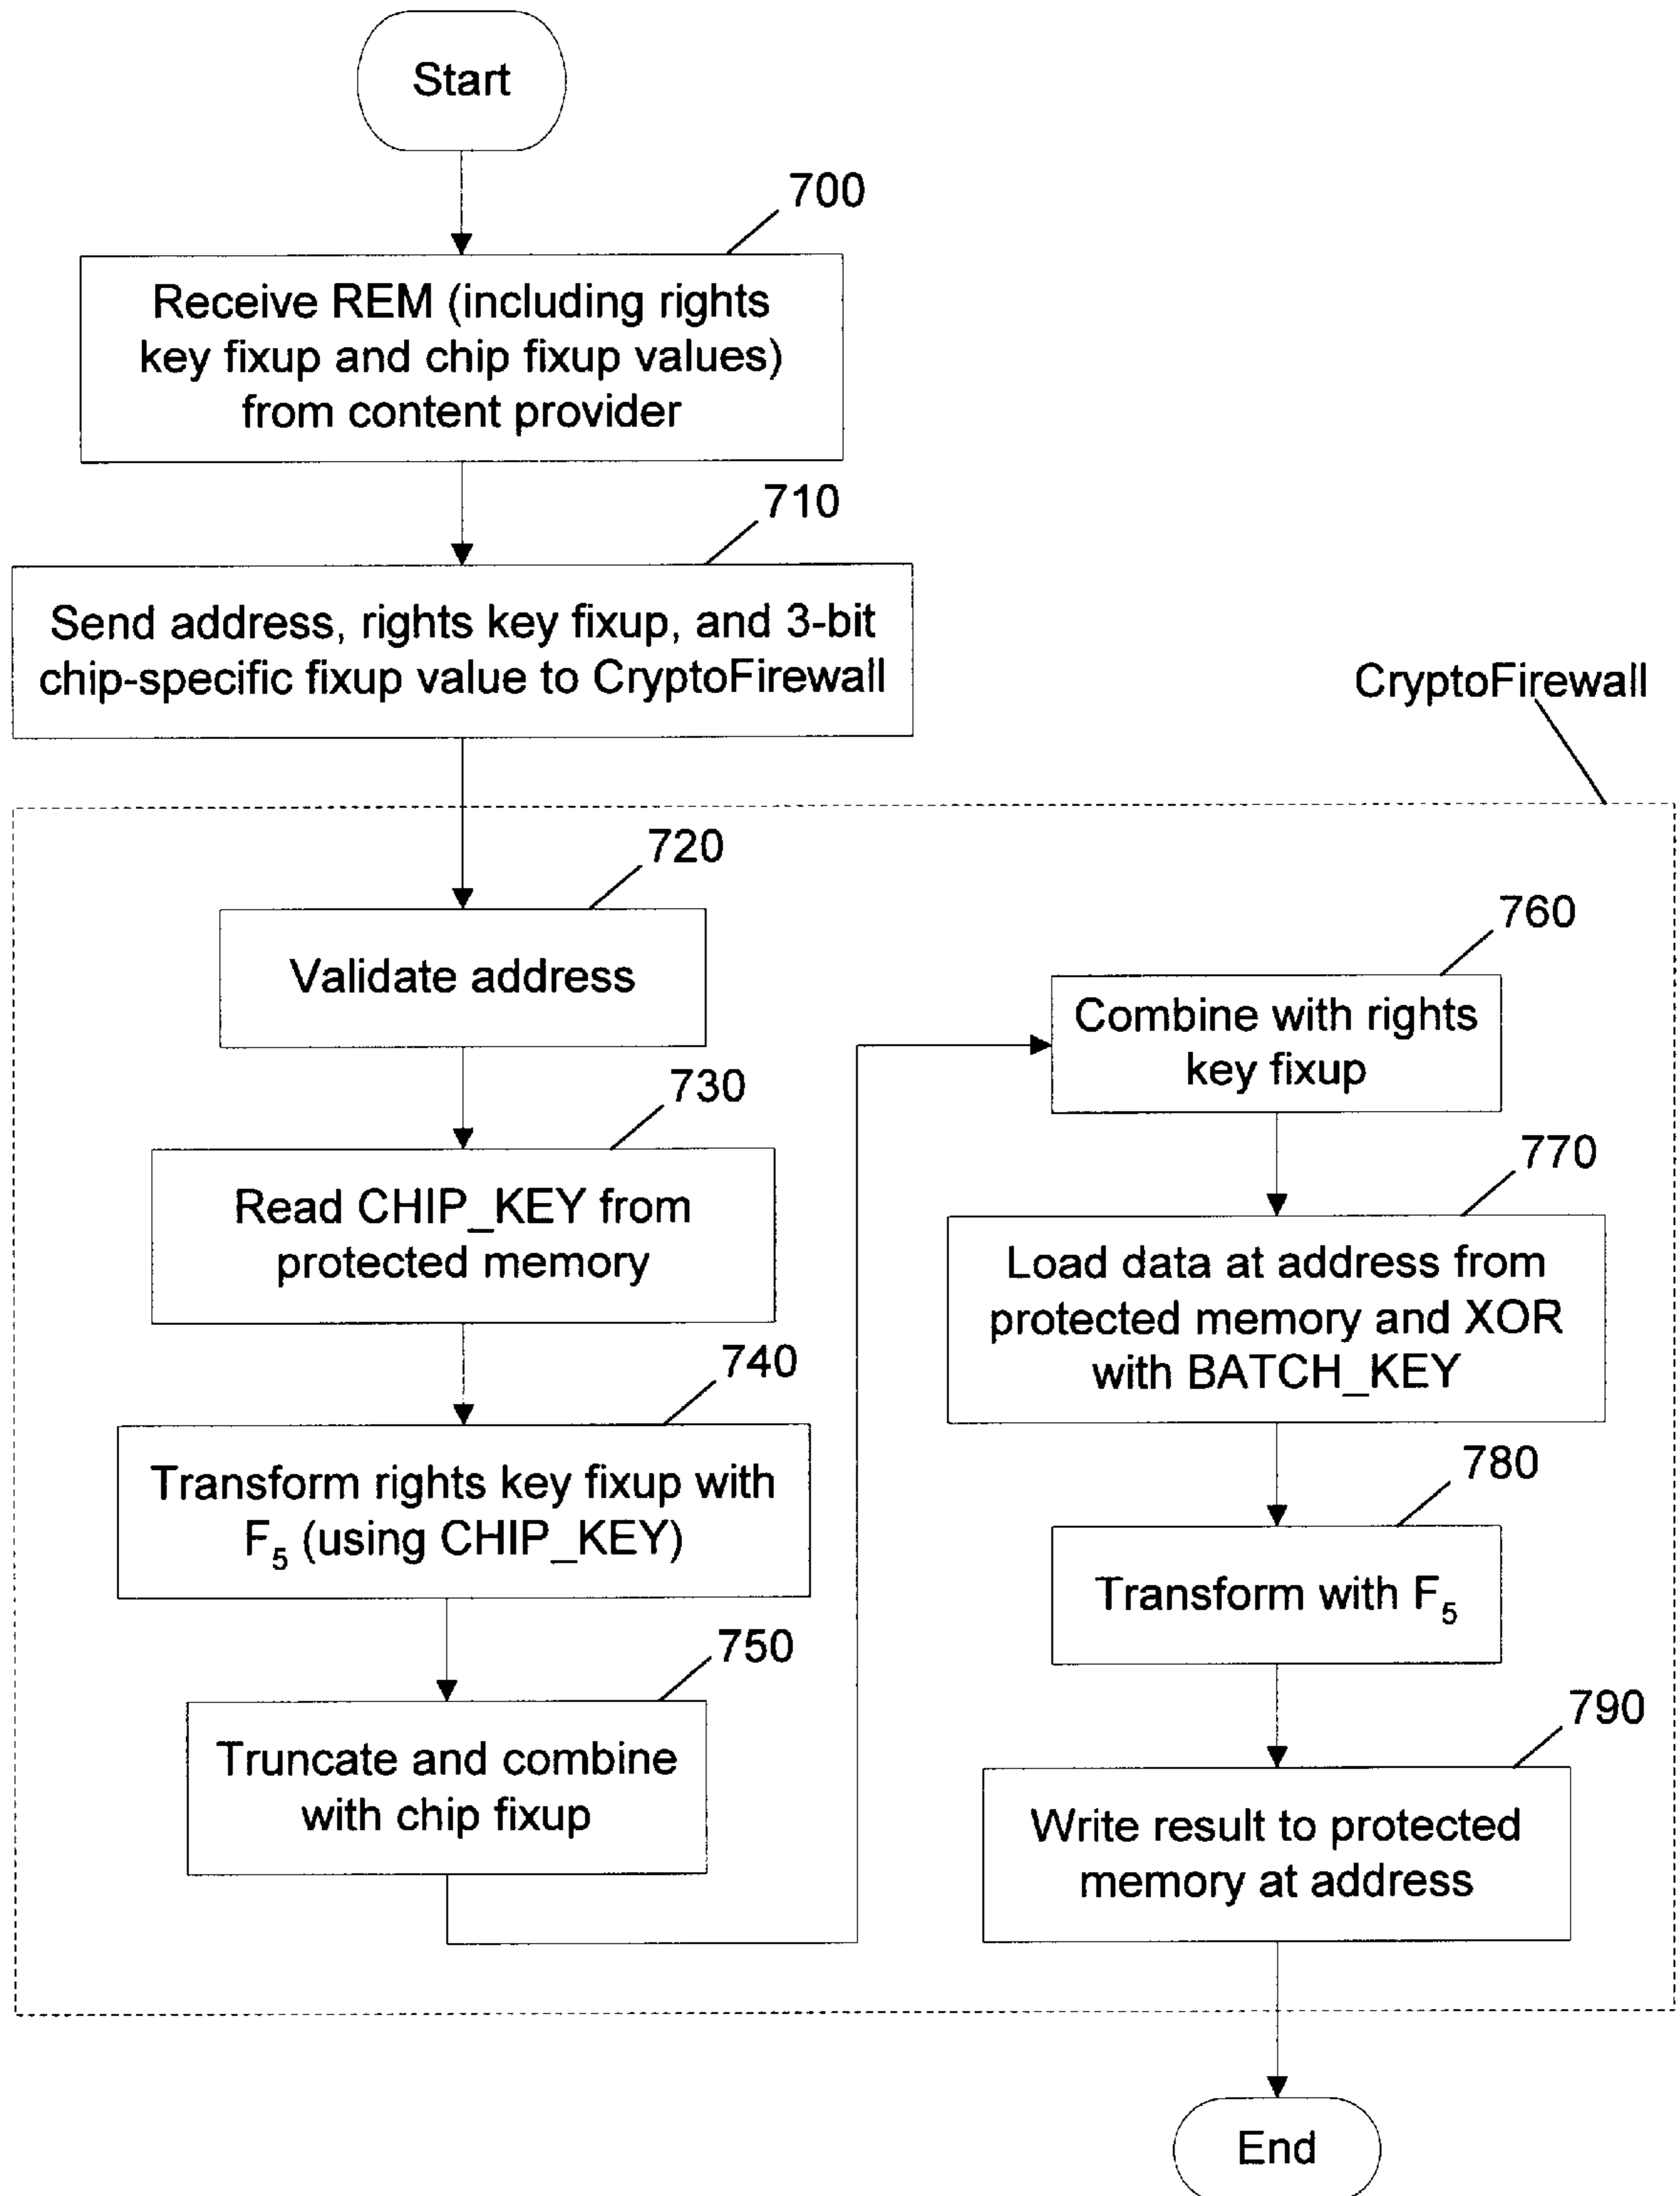 Start
700
Receive REM (including rights
key fixup and chip fixup values)
from content provider
710
Send address, rights key fixup, and 3-bit
chip-specific fixup value to CryptoFirewall
CryptoFirewall
720
Validate address
730
Read CHIP_KEY from
protected memory
740
Transform rights key fixup with
F₅ (using CHIP_KEY)
750
Truncate and combine
with chip fixup
760
Combine with rights
key fixup
770
Load data at address from
protected memory and XOR
with BATCH_KEY
780
Transform with F₅
790
Write result to protected
memory at address
End